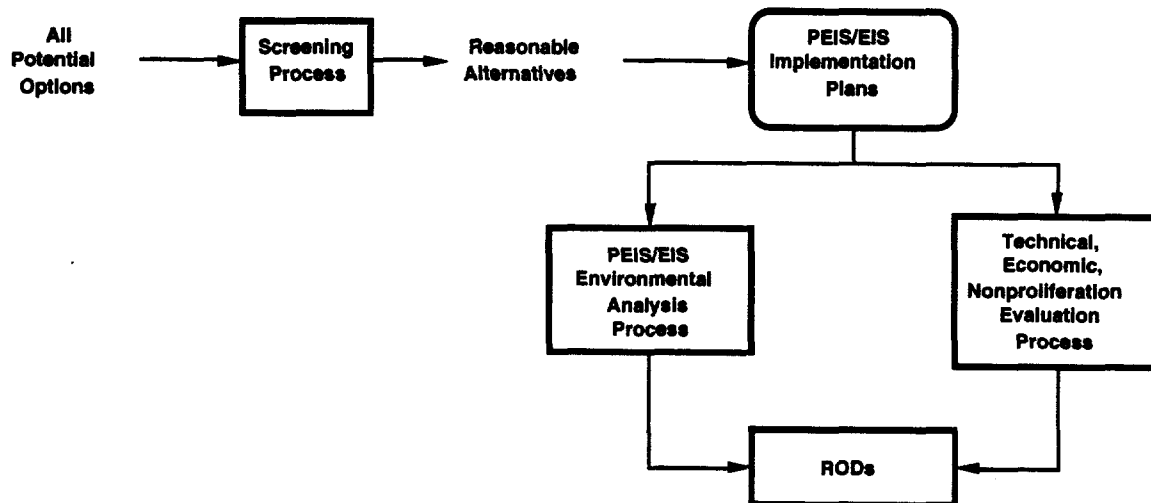 All
Potential
Options
Screening
Process
Reasonable
Alternatives
PEIS/EIS
Implementation
Plans
PEIS/EIS
Environmental
Analysis
Process
Technical,
Economic,
Nonproliferation
Evaluation
Process
RODs